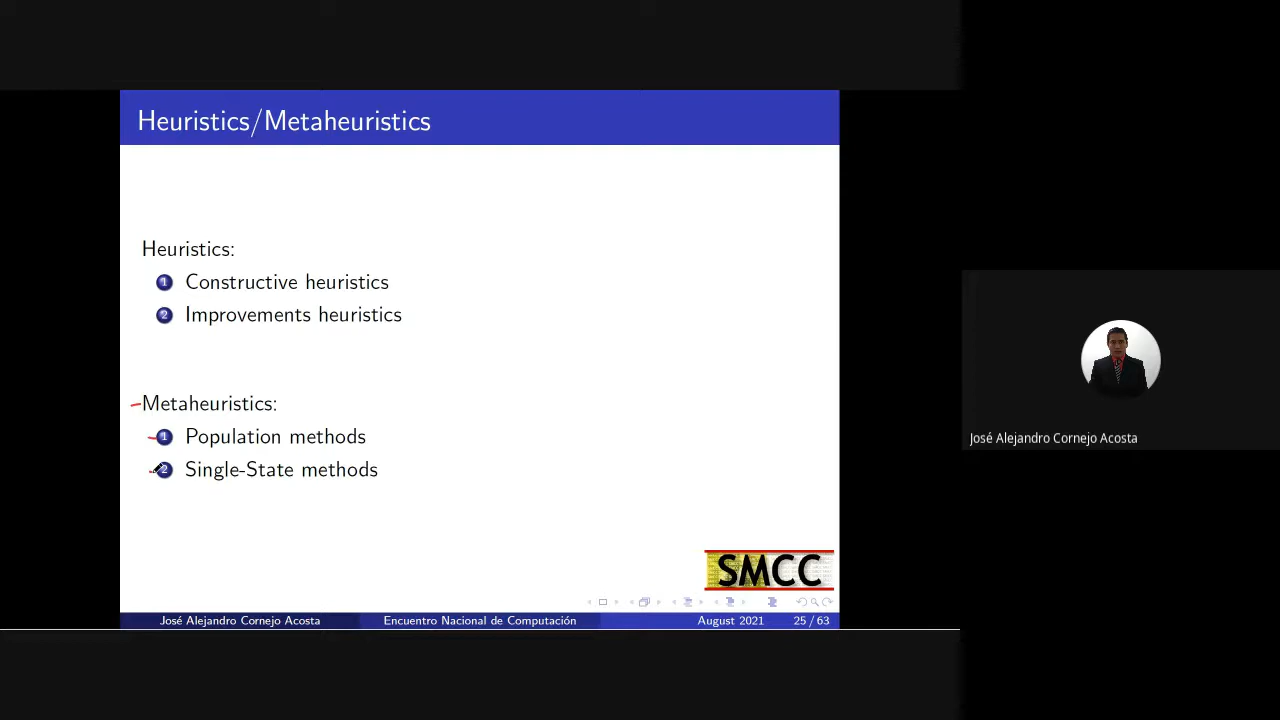 Heuristics/Metaheuristics
Heuristics:
1 Constructive heuristics
2 Improvements heuristics
Metaheuristics:
1 Population methods
2 Single-State methods
SMCC
José Alejandro Cornejo Acosta Encuentro Nacional de Computación August 2021 25 / 63
José Alejandro Cornejo Acosta